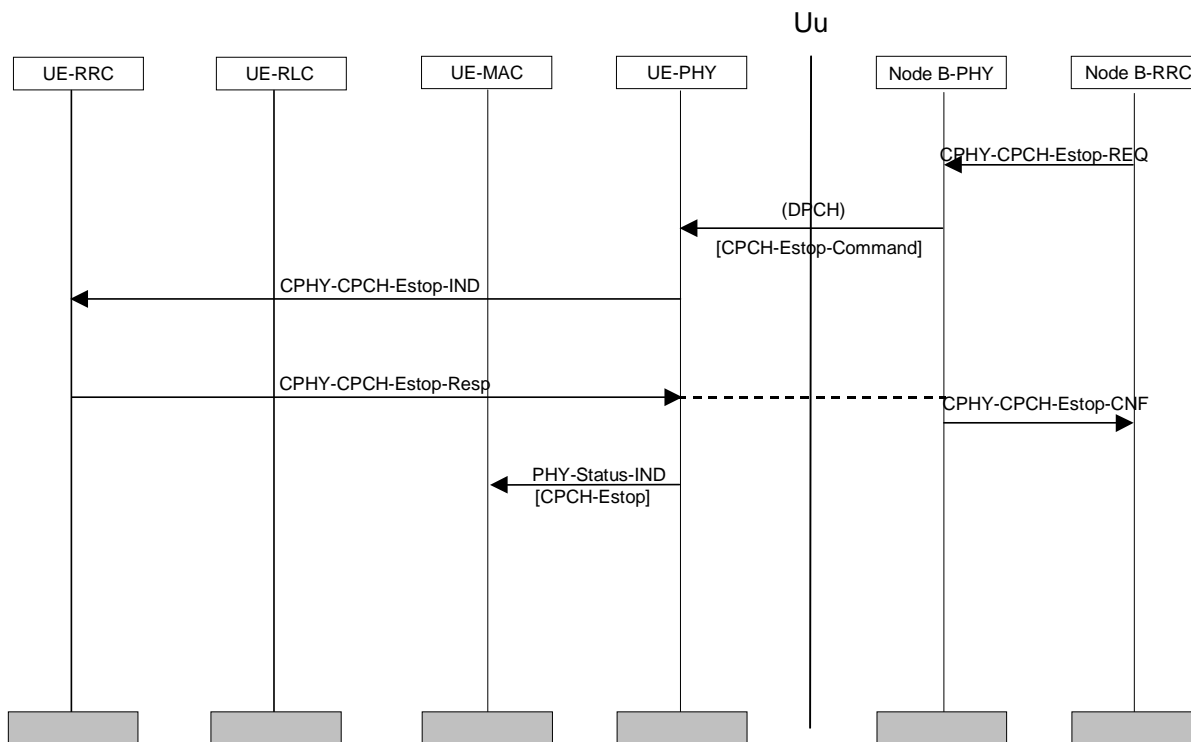 Uu
UE-RRC
UE-RLC
UE-MAC
UE-PHY
Node B-PHY
Node B-RRC
CPHY-CPCH-Estop-REQ
(DPCH)
[CPCH-Estop-Command]
CPHY-CPCH-Estop-IND
CPHY-CPCH-Estop-Resp
CPHY-CPCH-Estop-CNF
PHY-Status-IND
[CPCH-Estop]